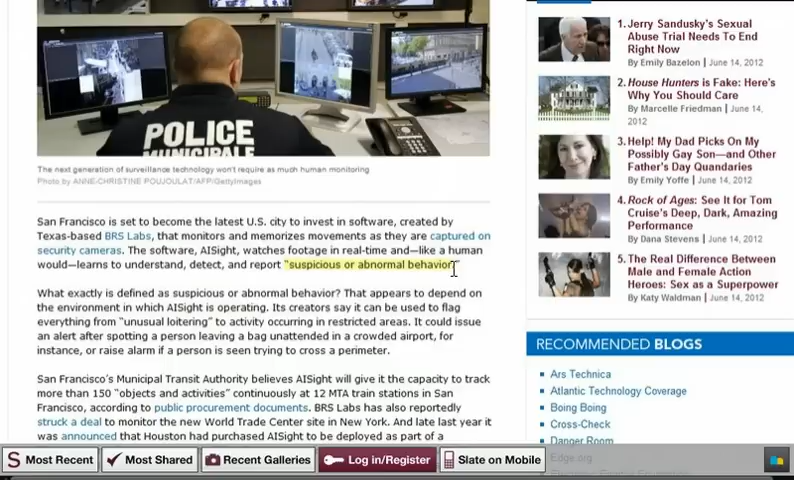 POLICE
MUNICIPALE
The next generation of surveillance technology won't require as much human monitoring
Photo by ANNE-CHRISTINE POUJOULAT/AFP/GettyImages
San Francisco is set to become the latest U.S. city to invest in software, created by
Texas-based BRS Labs, that monitors and memorizes movements as they are captured on
security cameras. The software, AISight, watches footage in real-time and—like a human
would—learns to understand, detect, and report “suspicious or abnormal behavior.”
What exactly is defined as suspicious or abnormal behavior? That appears to depend on
the environment in which AISight is operating. Its creators say it can be used to flag
everything from “unusual loitering” to activity occurring in restricted areas. It could issue
an alert after spotting a person leaving a bag unattended in a crowded airport, for
instance, or raise alarm if a person is seen trying to cross a perimeter.
San Francisco's Municipal Transit Authority believes AISight will give it the capacity to track
more than 150 “objects and activities” continuously at 12 MTA train stations in San
Francisco, according to public procurement documents. BRS Labs has also reportedly
struck a deal to monitor the new World Trade Center site in New York. And late last year it
was announced that Houston had purchased AISight to be deployed as part of a
1. Jerry Sandusky's Sexual
Abuse Trial Needs To End
Right Now
By Emily Bazelon | June 14, 2012
2. House Hunters is Fake: Here's
Why You Should Care
By Marcelle Friedman | June 14,
2012
3. Help! My Dad Picks On My
Possibly Gay Son—and Other
Father's Day Quandaries
By Emily Yoffe | June 14, 2012
4. Rock of Ages: See It for Tom
Cruise's Deep, Dark, Amazing
Performance
By Dana Stevens | June 14, 2012
5. The Real Difference Between
Male and Female Action
Heroes: Sex as a Superpower
By Katy Waldman | June 14, 2012
RECOMMENDED BLOGS
Ars Technica
Atlantic Technology Coverage
Boing Boing
Cross-Check
Danger Room
Edge.org
S Most Recent
Most Shared
Recent Galleries
Log in/Register
Slate on Mobile